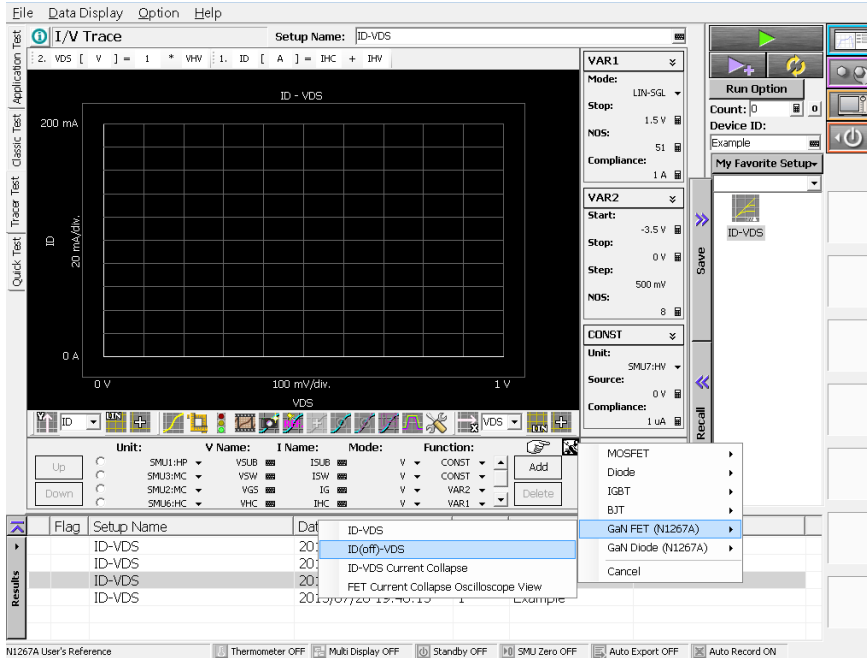 File Data Display Option Help
I/V Trace
Setup Name: ID-VDS
2. VDS [ V ] = 1 * VHV
1. ID [ A ] = IHC + IHV
Application Test
Classic Test
Tracer Test
Quick Test
ID - VDS
200 mA
ID
20 mA/div.
0 A
0 V
100 mV/div.
1 V
VDS
VAR1
Mode:
LIN-SGL
Stop:
1.5 V
NOS:
51
Compliance:
1 A
VAR2
Start:
-3.5 V
Stop:
0 V
Step:
500 mV
NOS:
8
CONST
Unit:
SMU7:HV
Source:
0 V
Compliance:
1 uA
Save
Recall
Run Option
Count: 0
0
Device ID:
Example
My Favorite Setup
ID-VDS
ID
VDS
Unit: V Name: I Name: Mode: Function:
SMU1:HP VSUB ISUB V CONST
SMU3:MC VSW ISW V CONST
SMU2:MC VGS IG V VAR2
SMU6:HC VHC IHC V VAR1
Up
Down
Add
Delete
MOSFET
Diode
IGBT
BJT
GaN FET (N1267A)
GaN Diode (N1267A)
Cancel
ID-VDS
ID(off)-VDS
ID-VDS Current Collapse
FET Current Collapse Oscilloscope View
Results
Flag Setup Name Dat
ID-VDS 201
ID-VDS 201
ID-VDS 201
ID-VDS
N1267A User's Reference
Thermometer OFF
Multi Display OFF
Standby OFF
SMU Zero OFF
Auto Export OFF
Auto Record ON